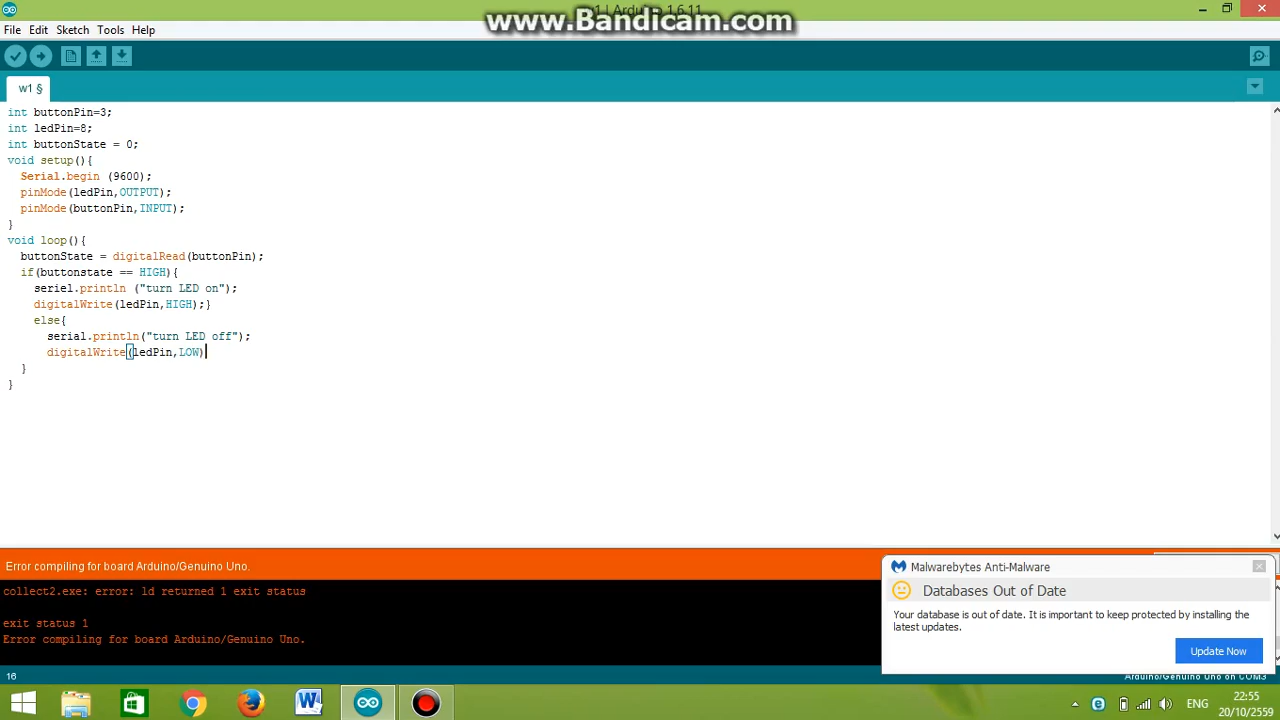 www.Bandicam.com
File Edit Sketch Tools Help
w1 §
int buttonPin=3;
int ledPin=8;
int buttonState = 0;
void setup(){
Serial.begin (9600);
pinMode(ledPin,OUTPUT);
pinMode(buttonPin,INPUT);
}
void loop(){
buttonState = digitalRead(buttonPin);
if(buttonstate == HIGH){
seriel.println ("turn LED on");
digitalWrite(ledPin,HIGH);}
else{
serial.println("turn LED off");
digitalWrite(ledPin,LOW)
}
}
Error compiling for board Arduino/Genuino Uno.
collect2.exe: error: ld returned 1 exit status
exit status 1
Error compiling for board Arduino/Genuino Uno.
Malwarebytes Anti-Malware
Databases Out of Date
Your database is out of date. It is important to keep protected by installing the
latest updates.
Update Now
16
Arduino/Genuino Uno on COM3
ENG
22:55
20/10/2559